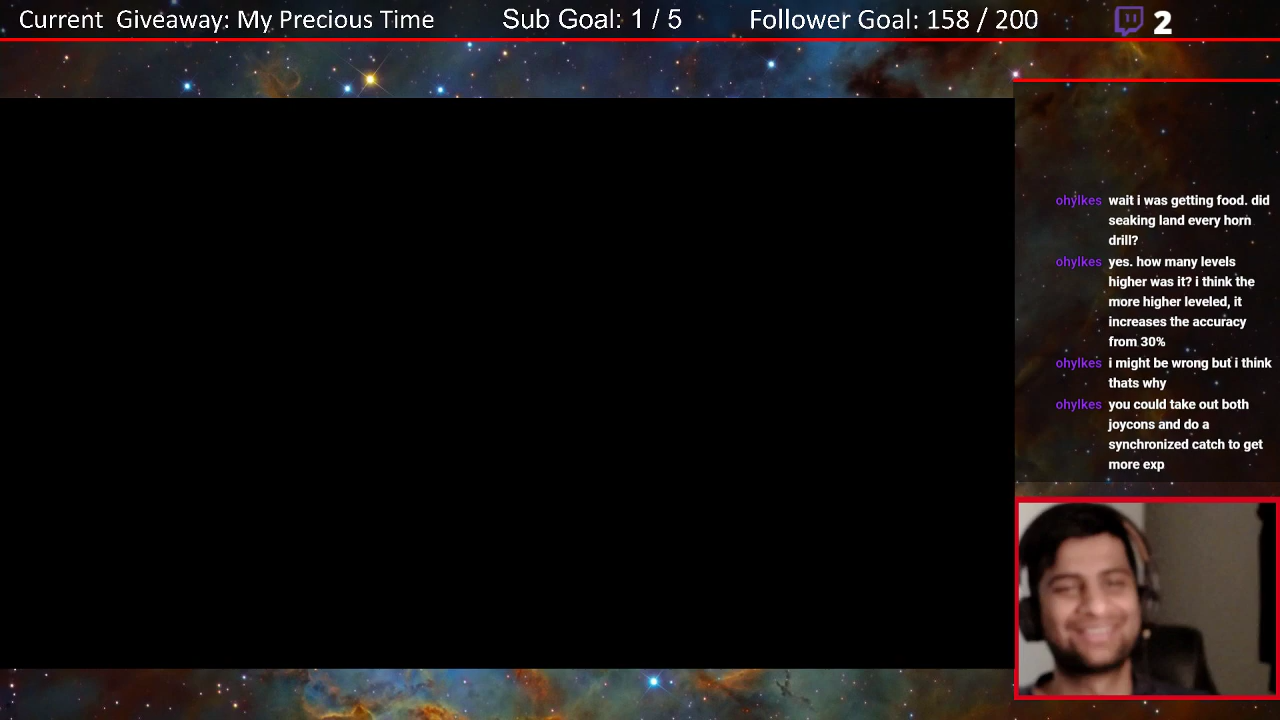 Current  Giveaway: My Precious Time
Sub Goal: 1 / 5
Follower Goal: 158 / 200
2
ohylkes wait i was getting food. did
seaking land every horn
drill?
ohylkes yes. how many levels
higher was it? i think the
more higher leveled, it
increases the accuracy
from 30%
ohylkes i might be wrong but i think
thats why
ohylkes you could take out both
joycons and do a
synchronized catch to get
more exp